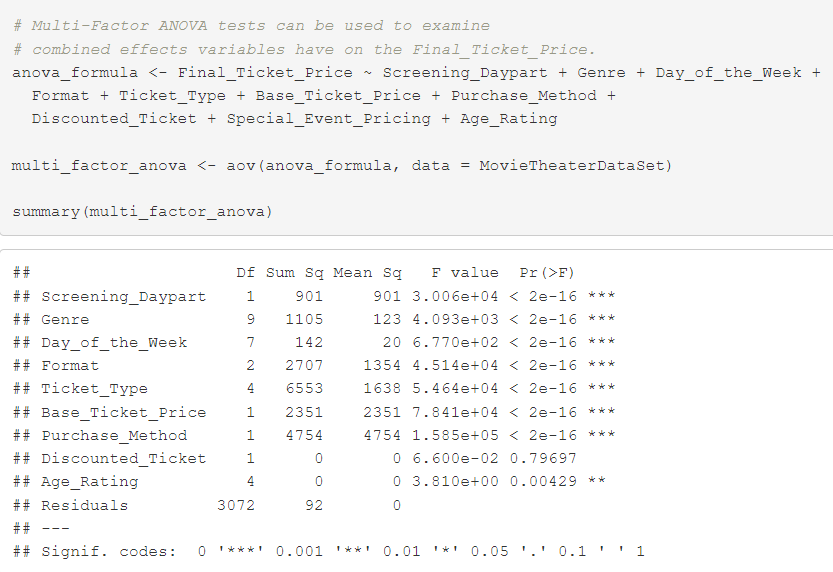 # Multi-Factor ANOVA tests can be used to examine
# combined effects variables have on the Final_Ticket_Price.
anova_formula <- Final_Ticket_Price ~ Screening_Daypart + Genre + Day_of_the_Week +
  Format + Ticket_Type + Base_Ticket_Price + Purchase_Method +
  Discounted_Ticket + Special_Event_Pricing + Age_Rating

multi_factor_anova <- aov(anova_formula, data = MovieTheaterDataSet)

summary(multi_factor_anova)

##                     Df Sum Sq Mean Sq   F value  Pr(>F)
## Screening_Daypart    1    901     901 3.006e+04 < 2e-16 ***
## Genre                9   1105     123 4.093e+03 < 2e-16 ***
## Day_of_the_Week      7    142      20 6.770e+02 < 2e-16 ***
## Format               2   2707    1354 4.514e+04 < 2e-16 ***
## Ticket_Type          4   6553    1638 5.464e+04 < 2e-16 ***
## Base_Ticket_Price    1   2351    2351 7.841e+04 < 2e-16 ***
## Purchase_Method      1   4754    4754 1.585e+05 < 2e-16 ***
## Discounted_Ticket    1      0       0 6.600e-02 0.79697
## Age_Rating           4      0       0 3.810e+00 0.00429 **
## Residuals         3072     92       0
## ---
## Signif. codes:  0 '***' 0.001 '**' 0.01 '*' 0.05 '.' 0.1 ' ' 1